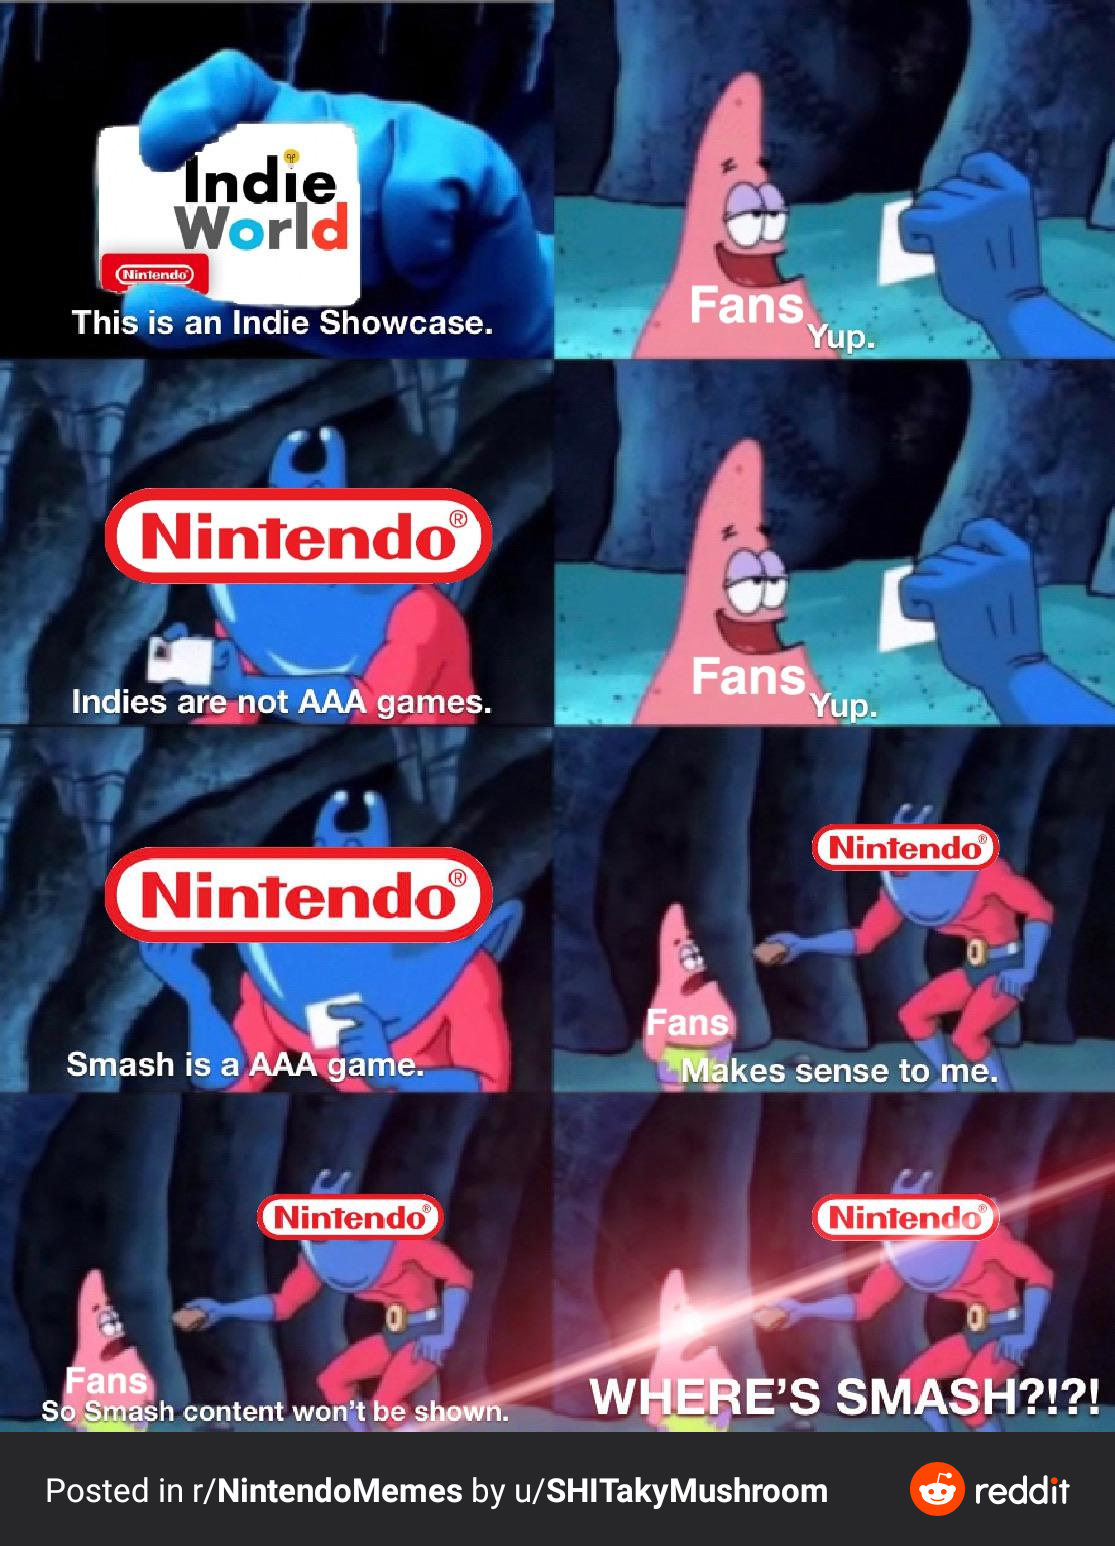 Indie
World
Nintendo
This is an Indie Showcase.
Fans
Yup.
Nintendo®
Indies are not AAA games.
Fans
Yup.
Nintendo®
Smash is a AAA game.
Nintendo®
Fans
Makes sense to me.
Nintendo®
Fans
So Smash content won't be shown.
Nintendo®
WHERE'S SMASH?!?!
Posted in r/NintendoMemes by u/SHITakyMushroom
reddit